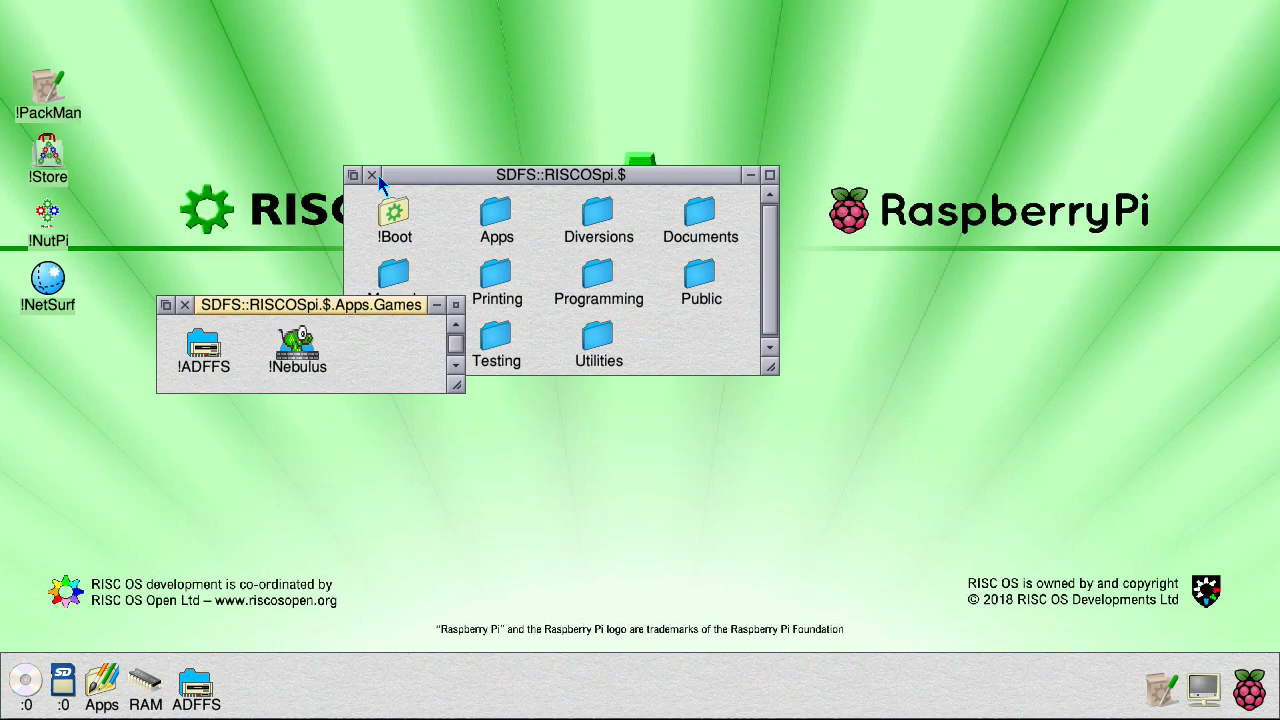 !PackMan
!Store
!NutPi
!NetSurf
RISC
RaspberryPi
SDFS::RISCOSpi.$
!Boot
Apps
Diversions
Documents
Printing
Programming
Public
Testing
Utilities
SDFS::RISCOSpi.$.Apps.Games
!ADFFS
!Nebulus
RISC OS development is co-ordinated by
RISC OS Open Ltd – www.riscosopen.org
RISC OS is owned by and copyright
© 2018 RISC OS Developments Ltd
“Raspberry Pi” and the Raspberry Pi logo are trademarks of the Raspberry Pi Foundation
:0
:0
Apps
RAM
ADFFS